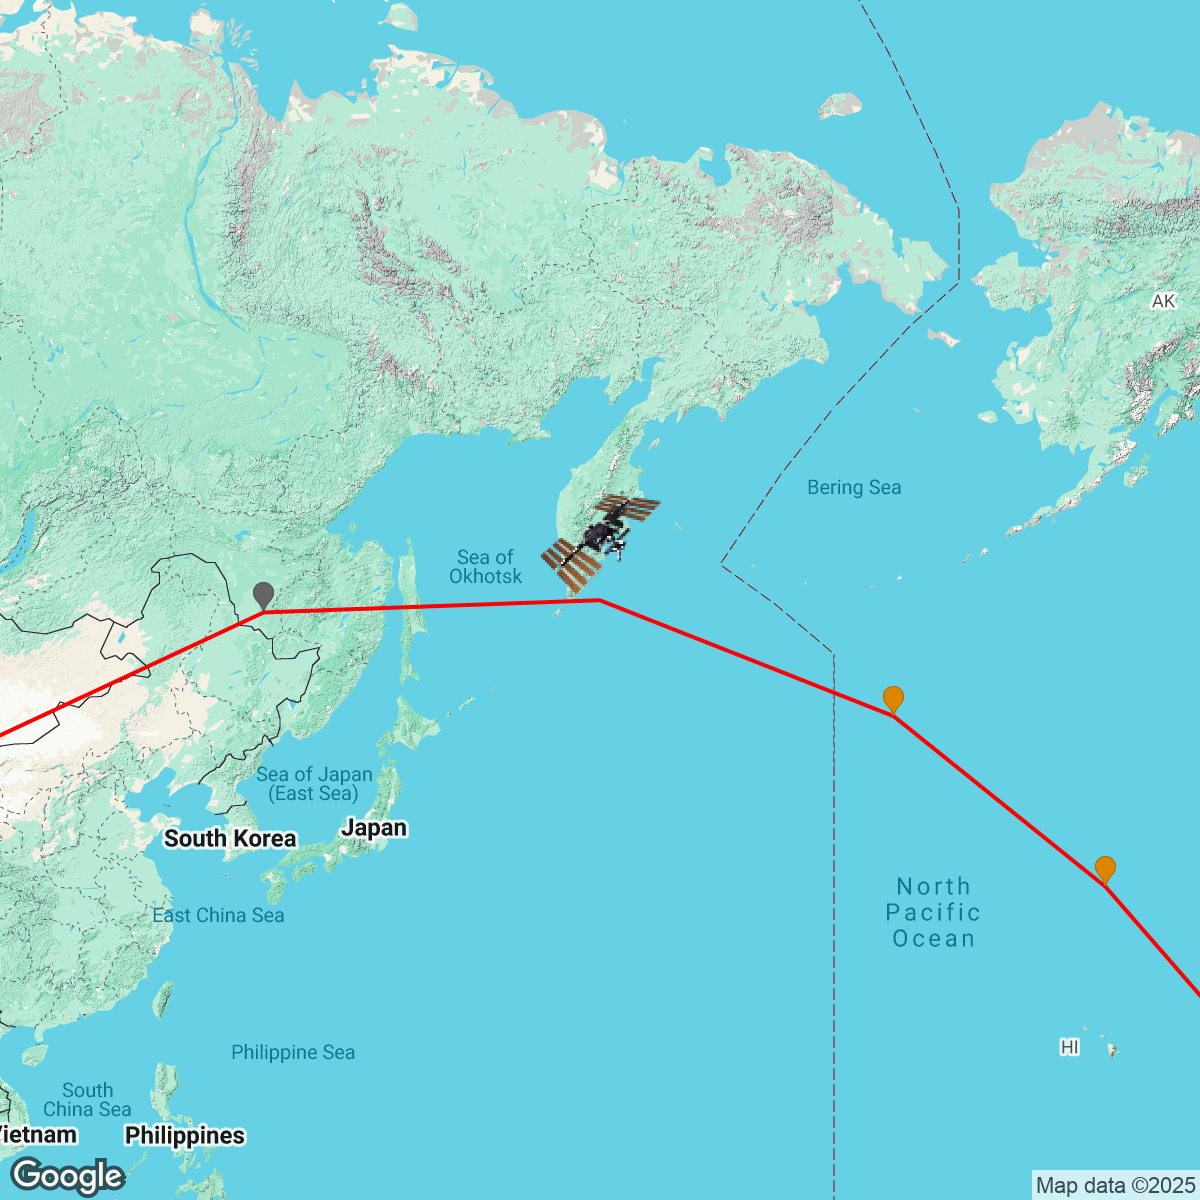 AK
Bering Sea
Sea of
Okhotsk
Sea of Japan
(East Sea)
Japan
South Korea
North
Pacific
Ocean
East China Sea
Philippine Sea
HI
South
China Sea
Vietnam
Philippines
Google
Map data ©2025